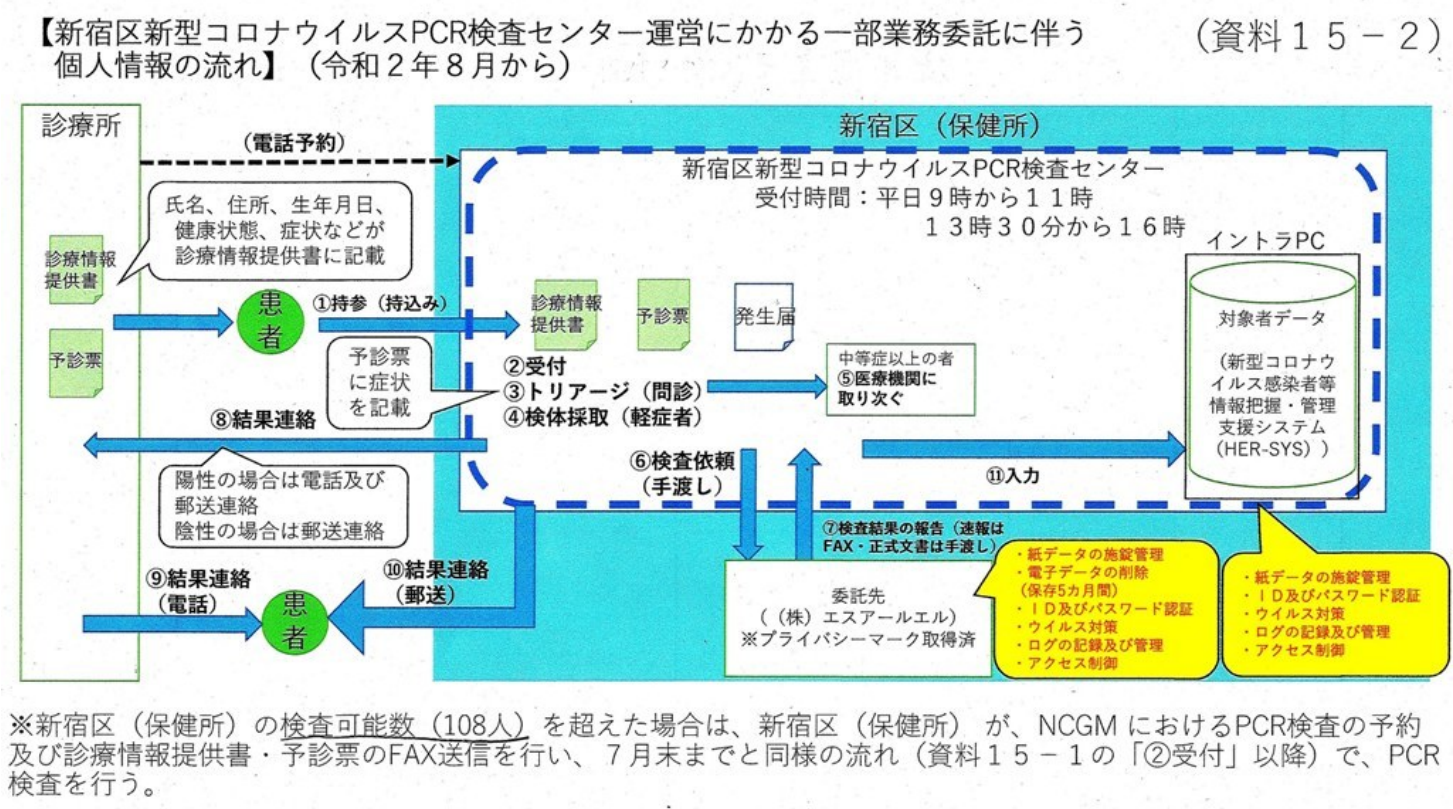 【新宿区新型コロナウイルスPCR検査センター運営にかかる一部業務委託に伴う
個人情報の流れ】（令和２年８月から）
（資料１５－２）
診療所
（電話予約）
新宿区（保健所）
新宿区新型コロナウイルスPCR検査センター
受付時間：平日９時から１１時
１３時３０分から１６時
氏名、住所、生年月日、
健康状態、症状などが
診療情報提供書に記載
診療情報
提供書
予診票
患
者
①持参（持込み）
診療情報
提供書
予診票
発生届
イントラPC
対象者データ
（新型コロナウ
イルス感染者等
情報把握・管理
支援システム
（HER-SYS））
予診票
に症状
を記載
②受付
③トリアージ（問診）
④検体採取（軽症者）
中等症以上の者
⑤医療機関に
取り次ぐ
⑧結果連絡
陽性の場合は電話及び
郵送連絡
陰性の場合は郵送連絡
⑥検査依頼
（手渡し）
⑪入力
⑦検査結果の報告（速報は
FAX・正式文書は手渡し）
⑨結果連絡
（電話）
患
者
⑩結果連絡
（郵送）
委託先
（（株）エスアールエル）
※プライバシーマーク取得済
・紙データの施錠管理
・電子データの削除
（保存5カ月間）
・ＩＤ及びパスワード認証
・ウイルス対策
・ログの記録及び管理
・アクセス制御
・紙データの施錠管理
・ＩＤ及びパスワード認証
・ウイルス対策
・ログの記録及び管理
・アクセス制御
※新宿区（保健所）の検査可能数（108人）を超えた場合は、新宿区（保健所）が、NCGMにおけるPCR検査の予約
及び診療情報提供書・予診票のFAX送信を行い、７月末までと同様の流れ（資料１５－１の「②受付」以降）で、PCR
検査を行う。